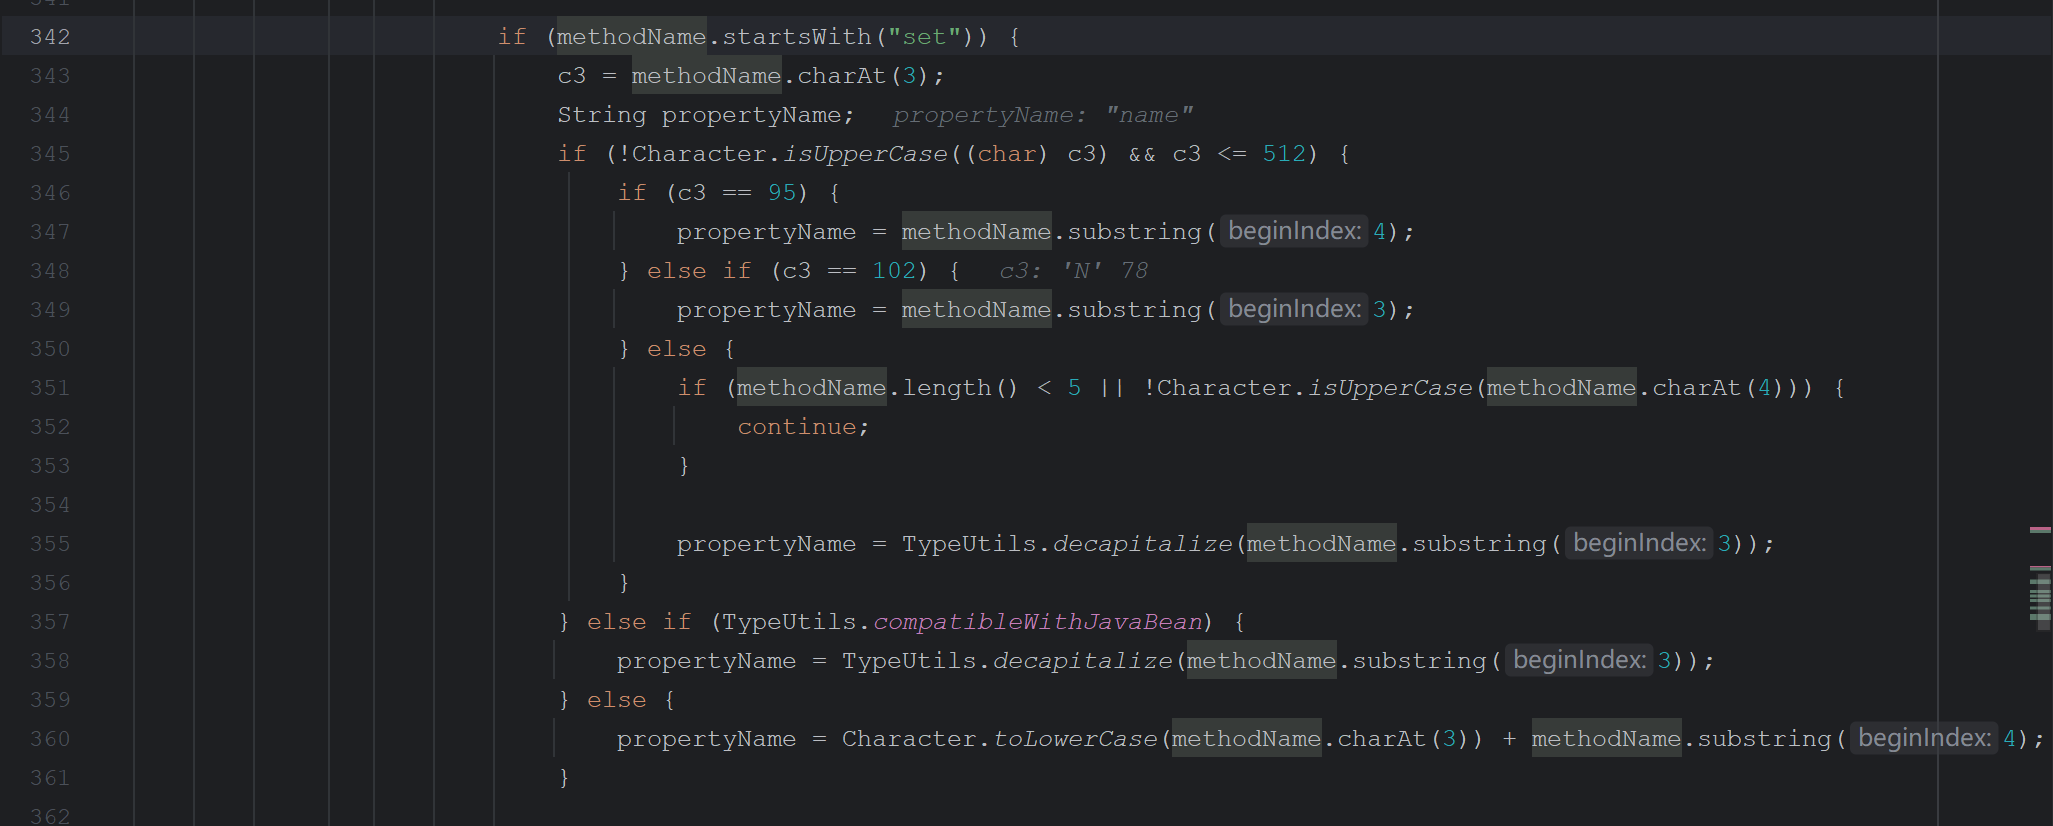 341
342 if (methodName.startsWith("set")) {
343 c3 = methodName.charAt(3);
344 String propertyName; propertyName: "name"
345 if (!Character.isUpperCase((char) c3) && c3 <= 512) {
346 if (c3 == 95) {
347 propertyName = methodName.substring( beginIndex: 4);
348 } else if (c3 == 102) { c3: 'N' 78
349 propertyName = methodName.substring( beginIndex: 3);
350 } else {
351 if (methodName.length() < 5 || !Character.isUpperCase(methodName.charAt(4))) {
352 continue;
353 }
354
355 propertyName = TypeUtils.decapitalize(methodName.substring( beginIndex: 3));
356 }
357 } else if (TypeUtils.compatibleWithJavaBean) {
358 propertyName = TypeUtils.decapitalize(methodName.substring( beginIndex: 3));
359 } else {
360 propertyName = Character.toLowerCase(methodName.charAt(3)) + methodName.substring( beginIndex: 4);
361 }
362